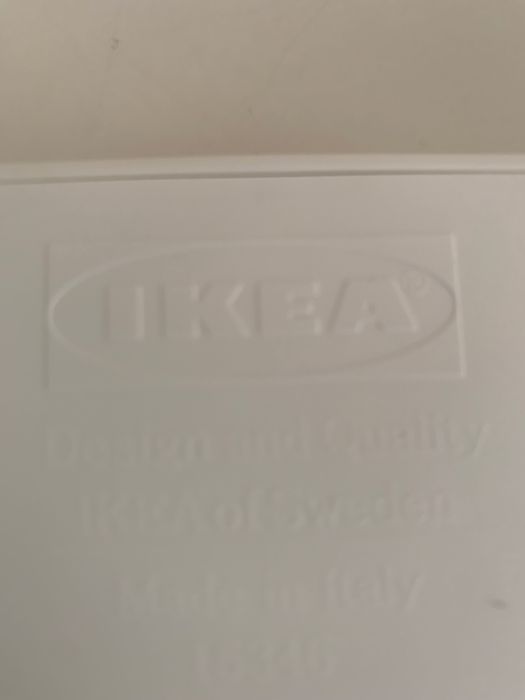 IKEA®
Design and Quality
IKEA of Sweden
Made in Italy